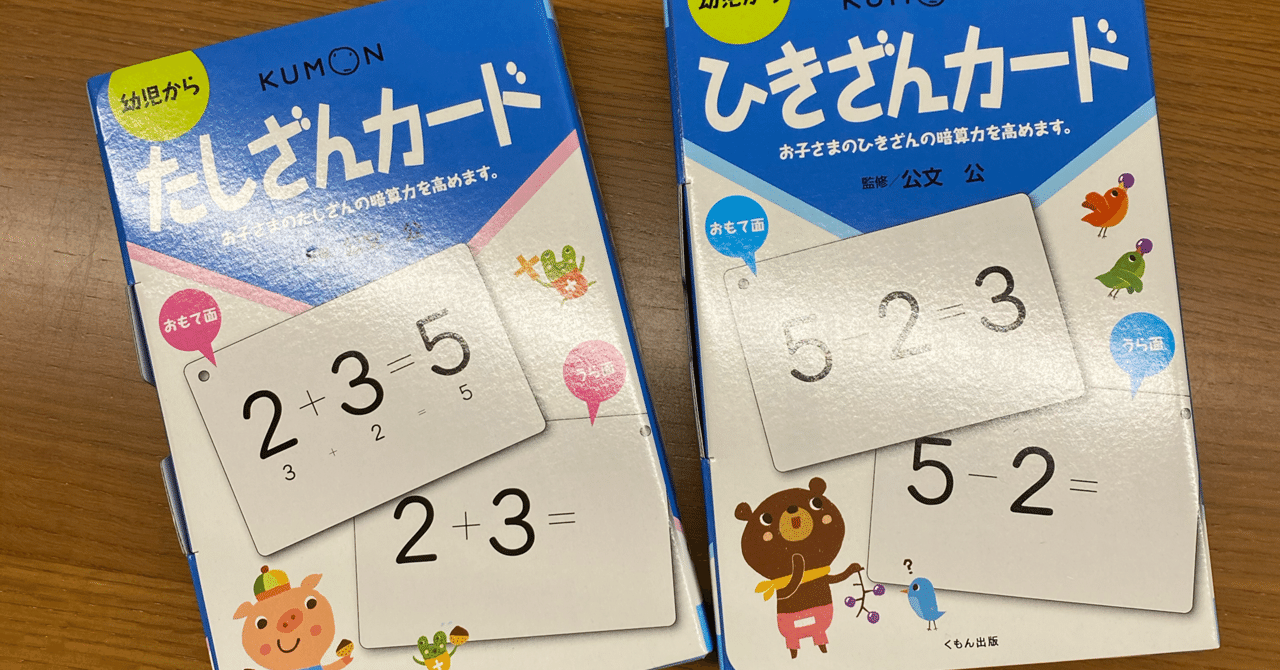 幼児から
KUMON
たしざんカード
お子さまのたしざんの暗算力を高めます。
おもて面
2+3=5
3 + 2 = 5
うら面
2+3=
幼児から
KUMON
ひきざんカード
お子さまのひきざんの暗算力を高めます。
監修/公文 公
おもて面
5-2=3
うら面
5-2=
?
くもん出版